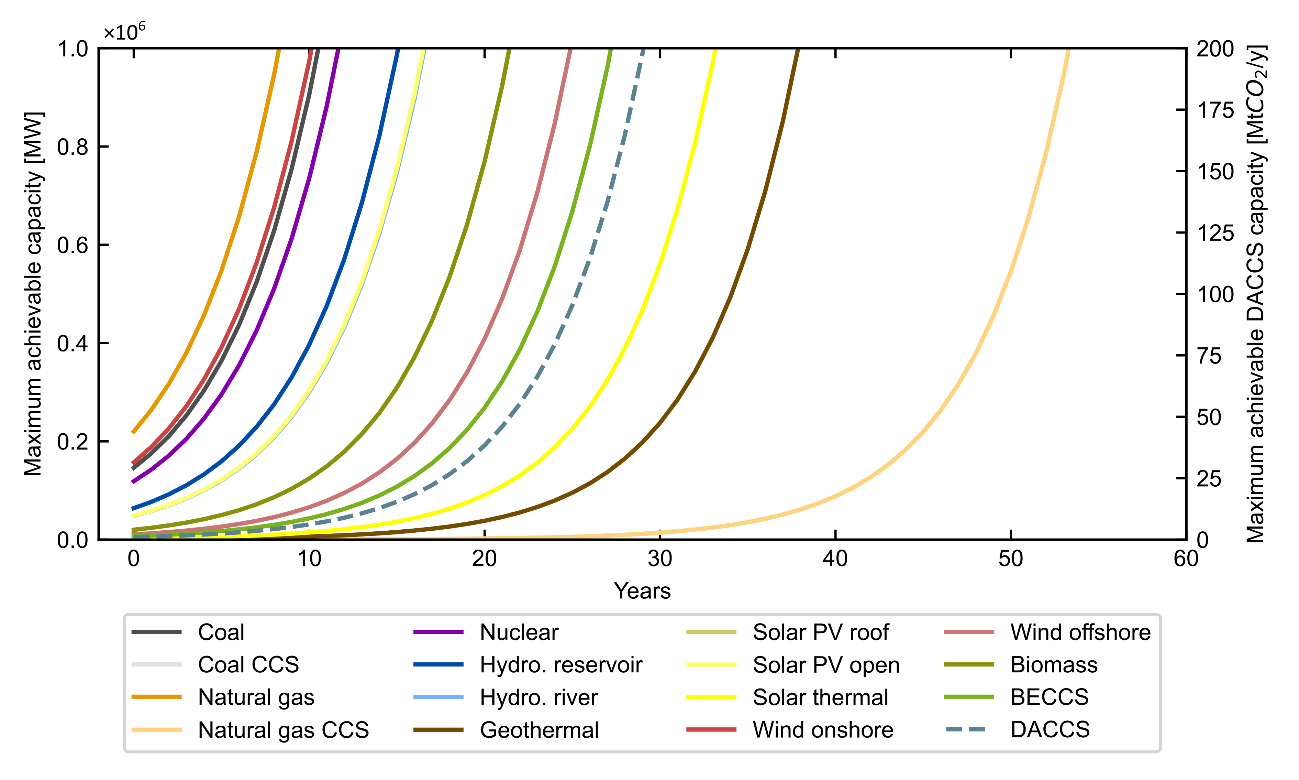 ×10⁶
1.0
0.8
0.6
0.4
0.2
0.0
Maximum achievable capacity [MW]
200
175
150
125
100
75
50
25
0
Maximum achievable DACCS capacity [MtCO₂/y]
0 10 20 30 40 50 60
Years
Coal Nuclear Solar PV roof Wind offshore
Coal CCS Hydro. reservoir Solar PV open Biomass
Natural gas Hydro. river Solar thermal BECCS
Natural gas CCS Geothermal Wind onshore DACCS